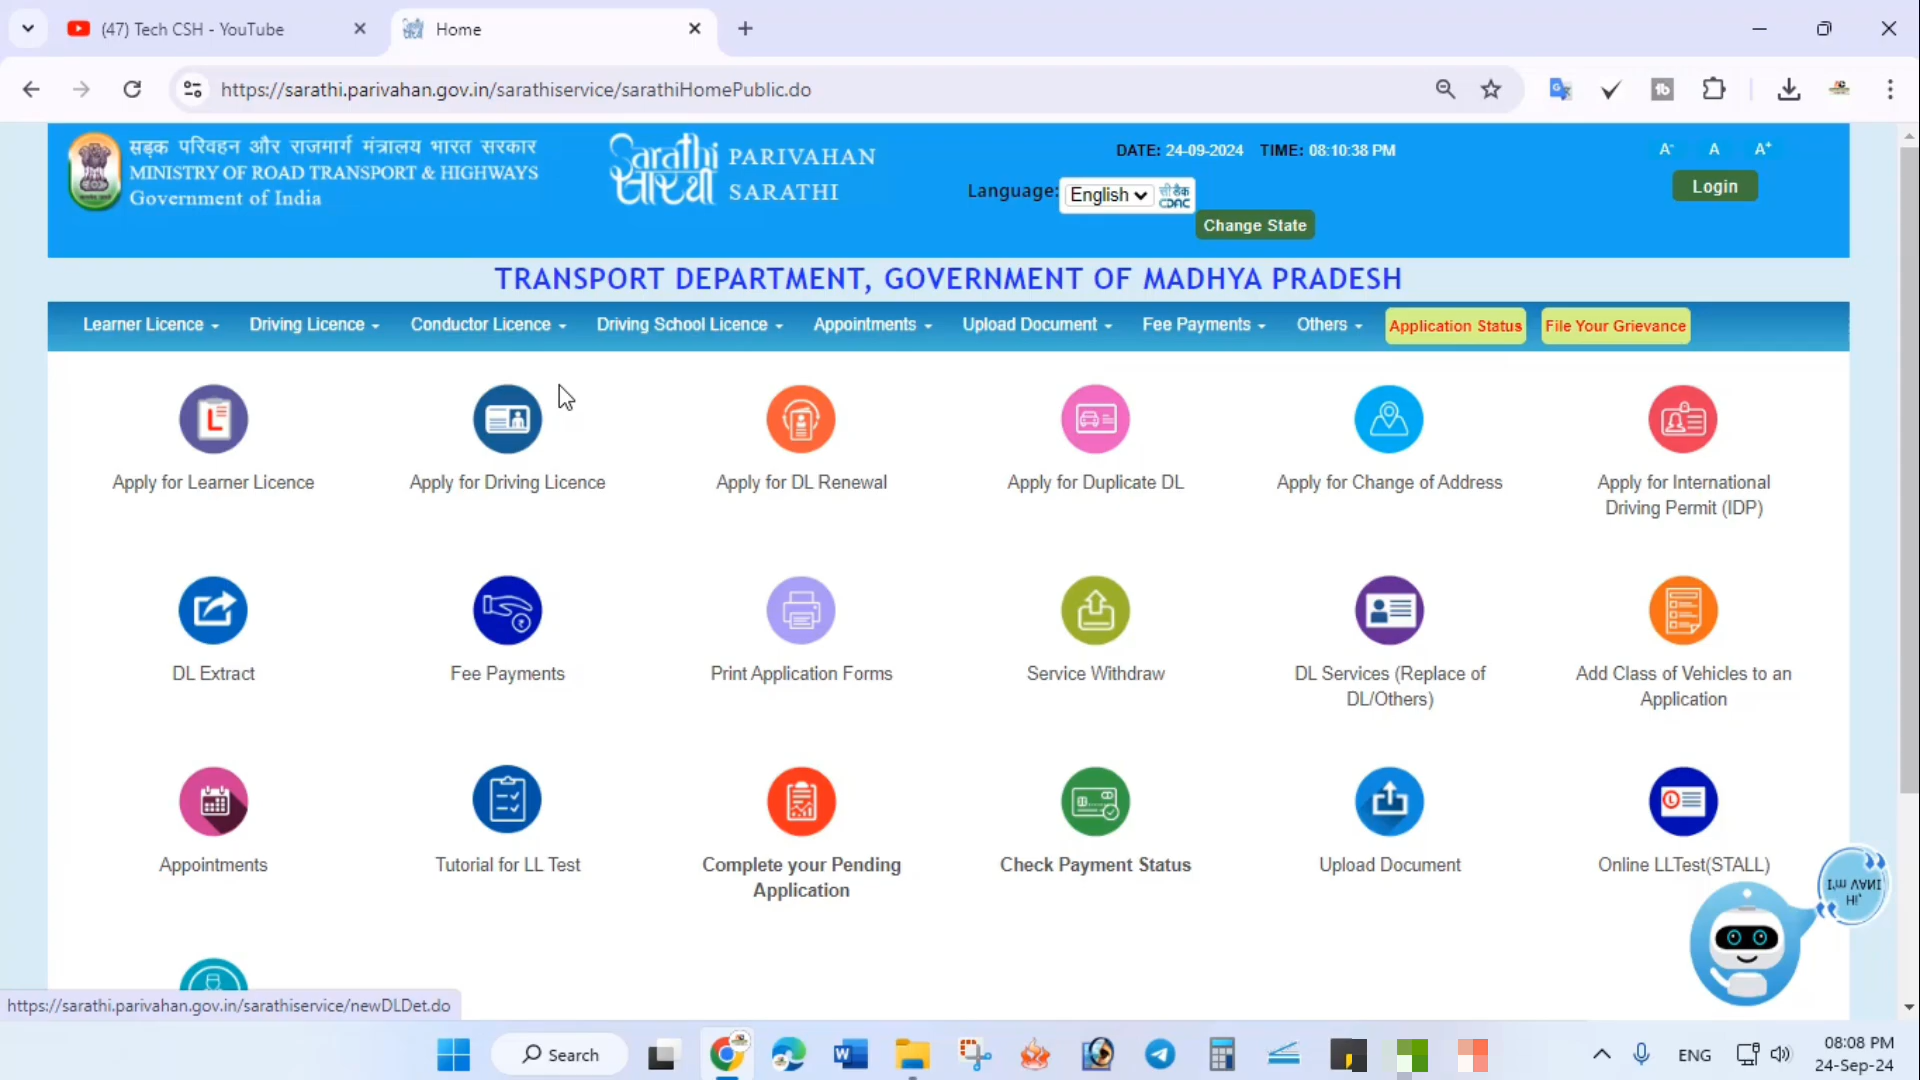 (47) Tech CSH - YouTube
Home
https://sarathi.parivahan.gov.in/sarathiservice/sarathiHomePublic.do
सड़क परिवहन और राजमार्ग मंत्रालय भारत सरकार
MINISTRY OF ROAD TRANSPORT & HIGHWAYS
Government of India
Sarathi
सारथी
PARIVAHAN
SARATHI
DATE: 24-09-2024 TIME: 08:10:38 PM
Language: English
सीडैक
CDAC
Change State
A- A A+
Login
TRANSPORT DEPARTMENT, GOVERNMENT OF MADHYA PRADESH
Learner Licence Driving Licence Conductor Licence Driving School Licence Appointments Upload Document Fee Payments Others Application Status File Your Grievance
Apply for Learner Licence
Apply for Driving Licence
Apply for DL Renewal
Apply for Duplicate DL
Apply for Change of Address
Apply for International
Driving Permit (IDP)
DL Extract
Fee Payments
Print Application Forms
Service Withdraw
DL Services (Replace of
DL/Others)
Add Class of Vehicles to an
Application
Appointments
Tutorial for LL Test
Complete your Pending
Application
Check Payment Status
Upload Document
Online LLTest(STALL)
Hi,
I'm VANI
https://sarathi.parivahan.gov.in/sarathiservice/newDLDet.do
Search
ENG
08:08 PM
24-Sep-24